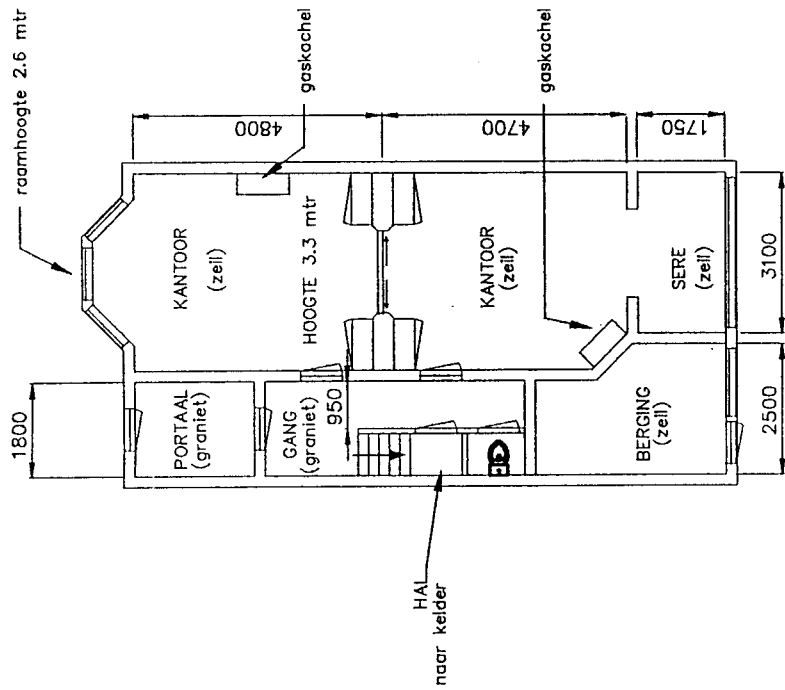 raamhoogte 2.6 mtr
1800
gaskachel
4800
KANTOOR
(zeil)
HOOGTE 3.3 mtr
PORTAAL
(graniet)
GANG
(graniet)
950
gaskachel
4700
KANTOOR
(zeil)
HAL
naar kelder
1750
SERE
(zeil)
BERGING
(zeil)
3100
2500